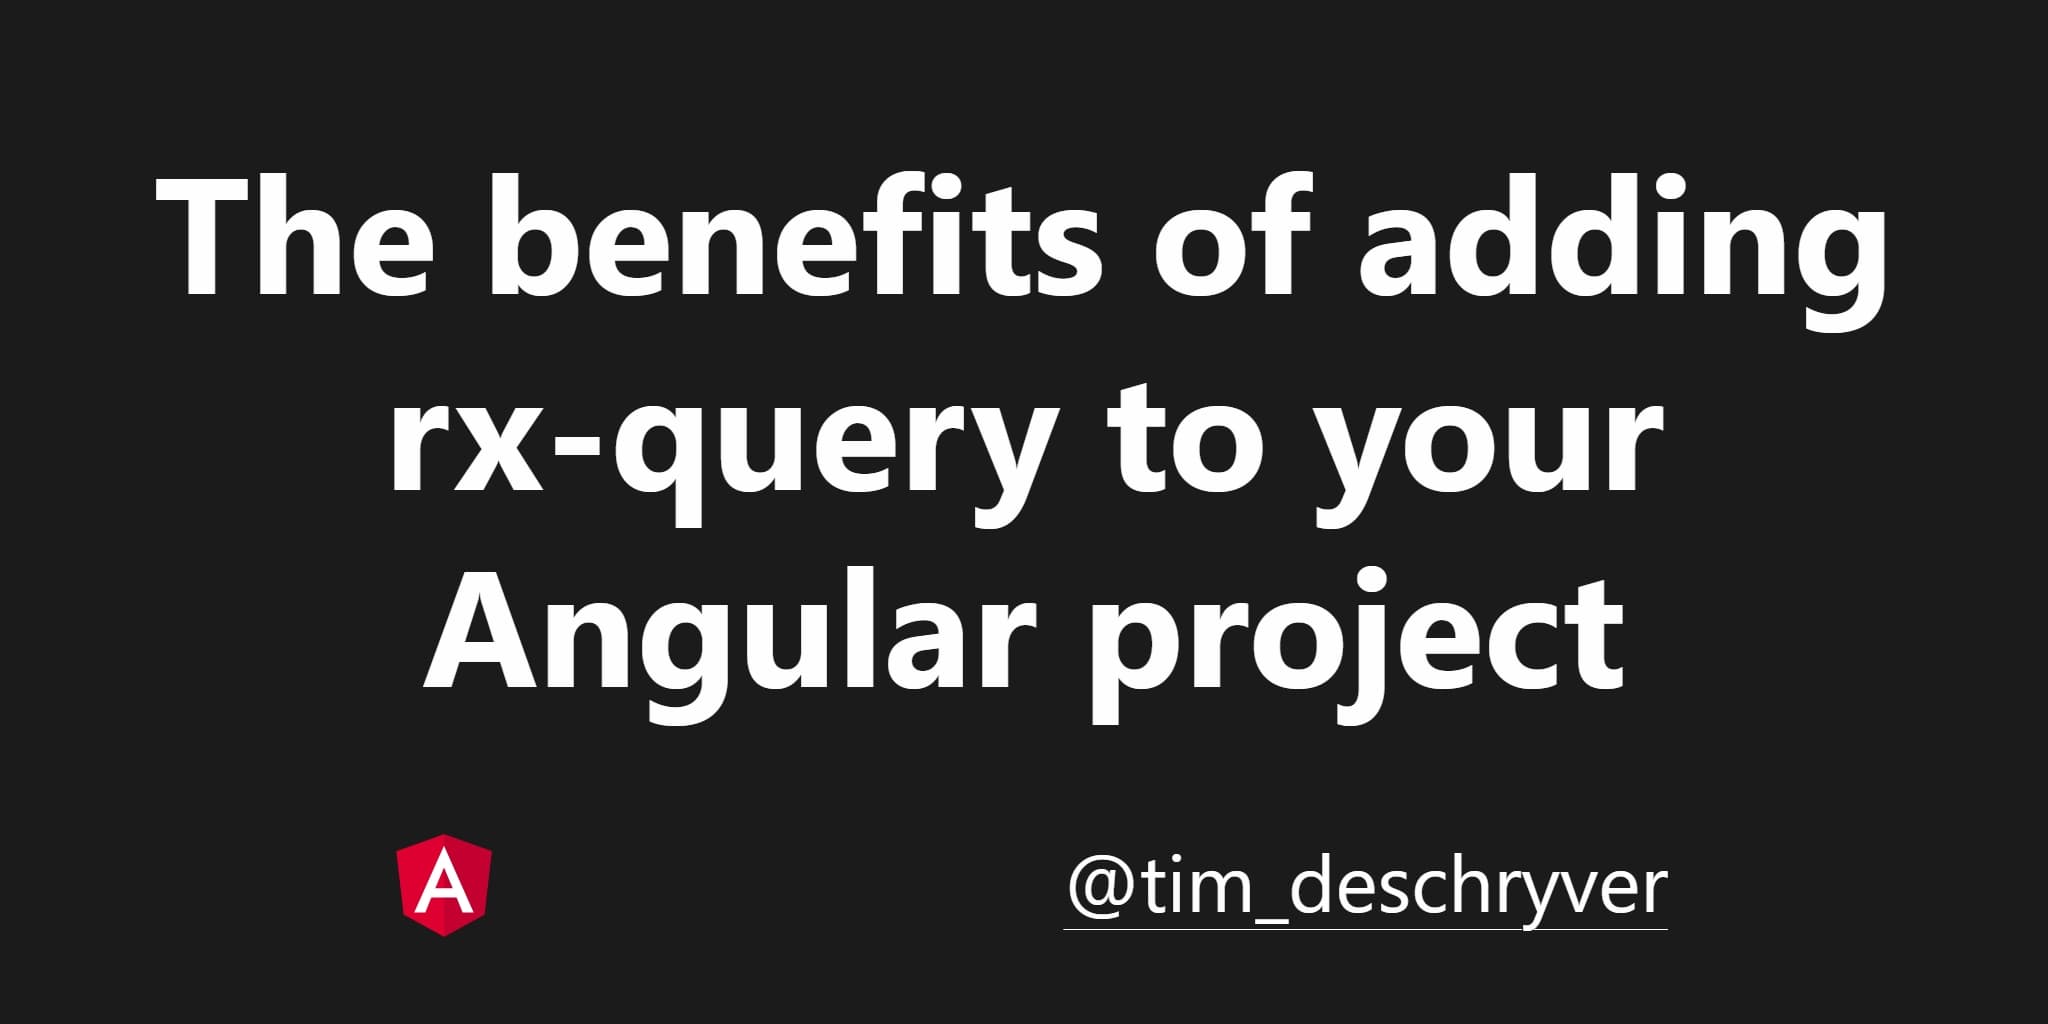 The benefits of adding
rx-query to your
Angular project
A
@tim_deschryver